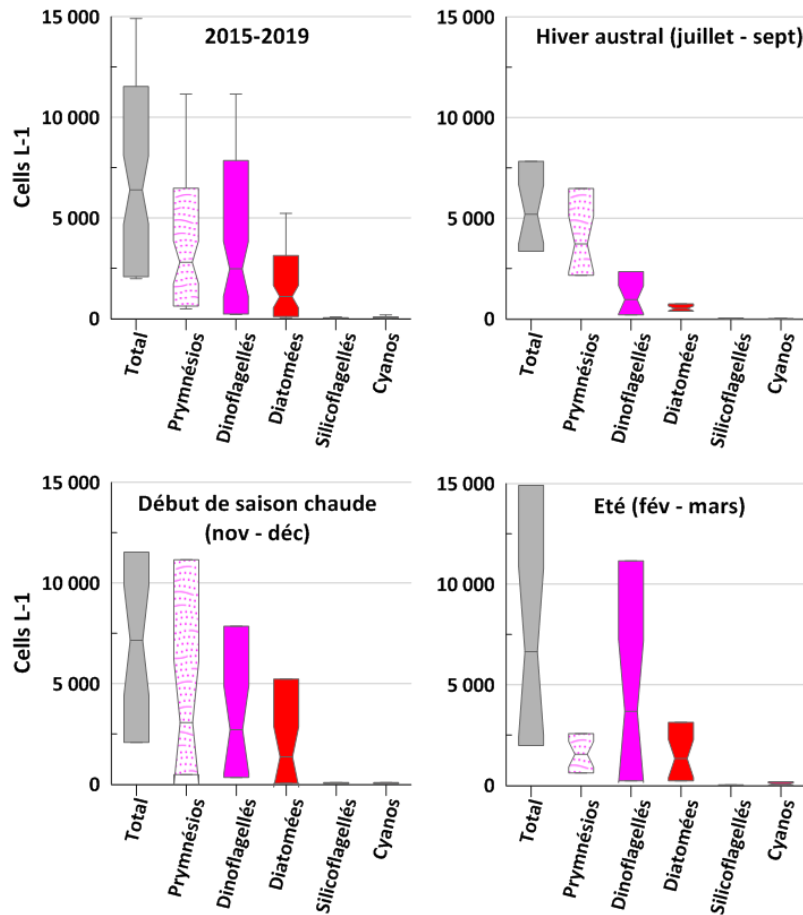 2015-2019
Cells L-1
15 000
10 000
5 000
0
Total
Prymnésios
Dinoflagellés
Diatomées
Silicoflagellés
Cyanos
Hiver austral (juillet - sept)
15 000
10 000
5 000
0
Total
Prymnésios
Dinoflagellés
Diatomées
Silicoflagellés
Cyanos
Début de saison chaude
(nov - déc)
Cells L-1
15 000
10 000
5 000
0
Total
Prymnésios
Dinoflagellés
Diatomées
Silicoflagellés
Cyanos
Eté (fév - mars)
15 000
10 000
5 000
0
Total
Prymnésios
Dinoflagellés
Diatomées
Silicoflagellés
Cyanos